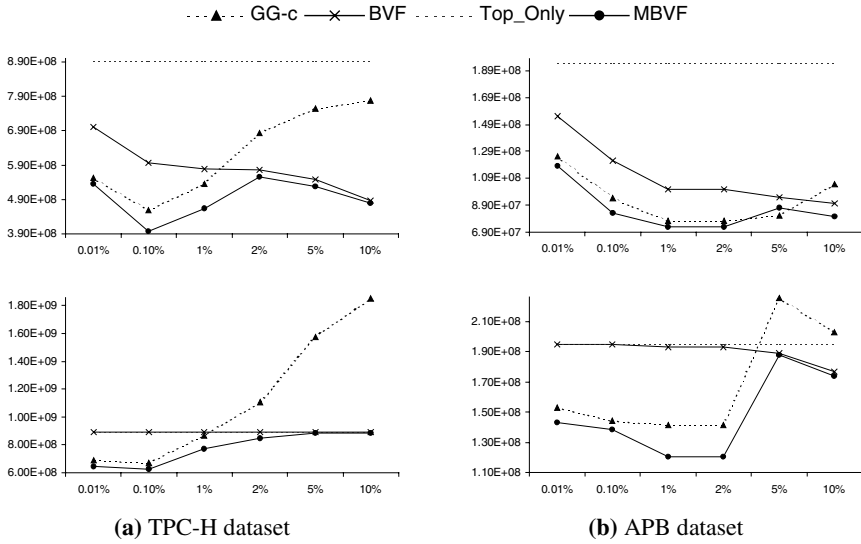 GG-c BVF Top_Only MBVF
8.90E+08
7.90E+08
6.90E+08
5.90E+08
4.90E+08
3.90E+08
0.01% 0.10% 1% 2% 5% 10%
1.89E+08
1.69E+08
1.49E+08
1.29E+08
1.09E+08
8.90E+07
6.90E+07
0.01% 0.10% 1% 2% 5% 10%
1.80E+09
1.60E+09
1.40E+09
1.20E+09
1.00E+09
8.00E+08
6.00E+08
0.01% 0.10% 1% 2% 5% 10%
2.10E+08
1.90E+08
1.70E+08
1.50E+08
1.30E+08
1.10E+08
0.01% 0.10% 1% 2% 5% 10%
(a) TPC-H dataset
(b) APB dataset